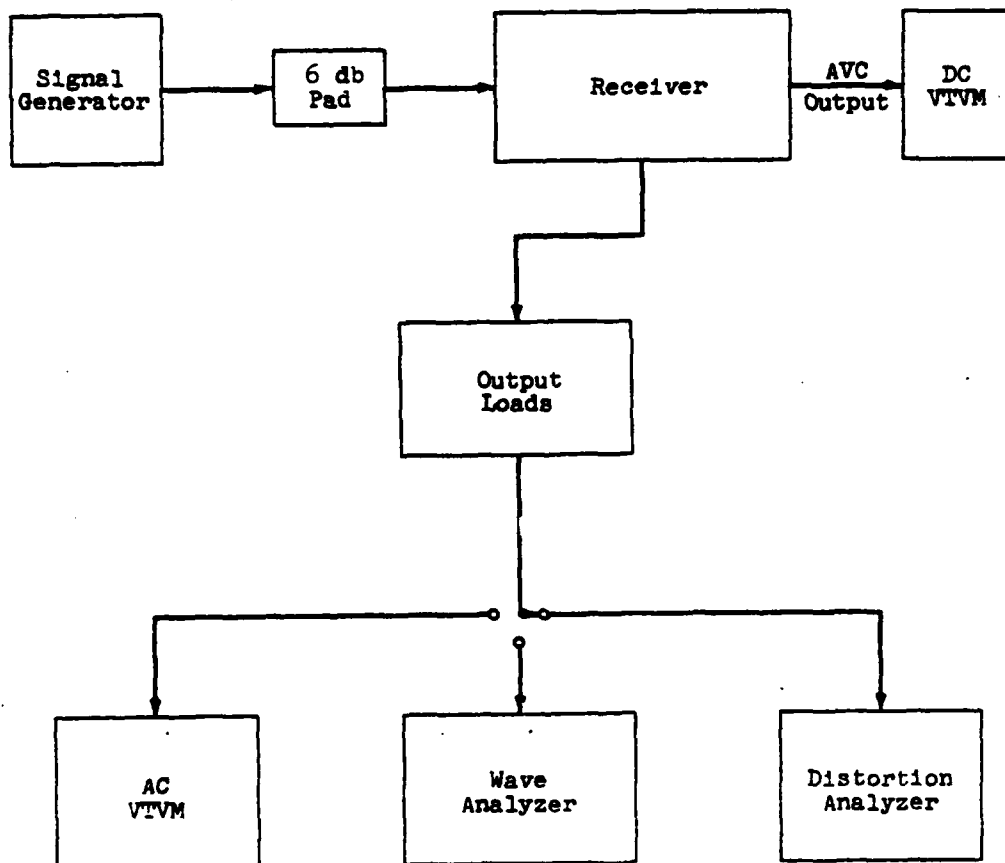 Signal
Generator
6 db
Pad
Receiver
AVC
Output
DC
VTVM
Output
Loads
AC
VTVM
Wave
Analyzer
Distortion
Analyzer